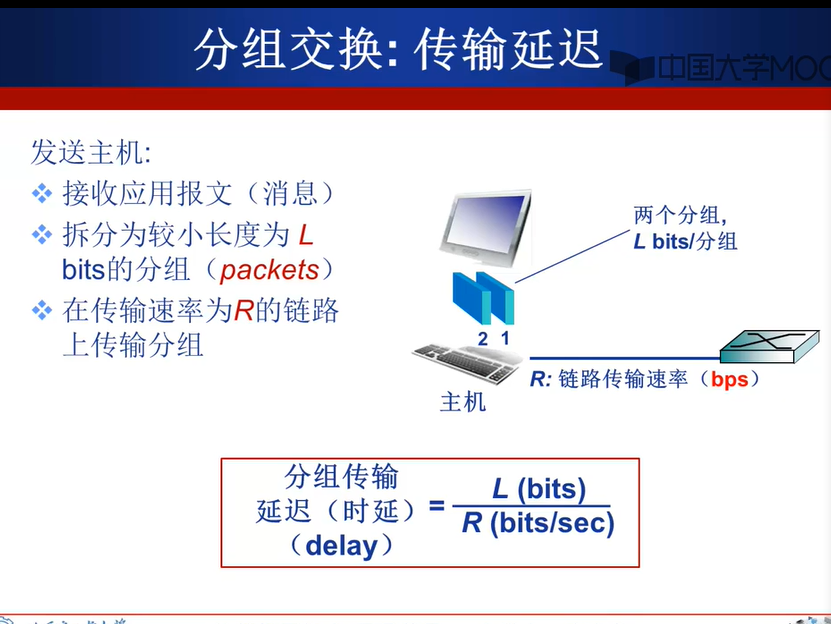 分组交换: 传输延迟
中国大学MOO
发送主机:
接收应用报文（消息）
拆分为较小长度为 L
bits的分组（packets）
在传输速率为R的链路
上传输分组
两个分组,
L bits/分组
2 1
R: 链路传输速率（bps）
主机
分组传输
延迟（时延）
（delay）
=
L (bits)
R (bits/sec)